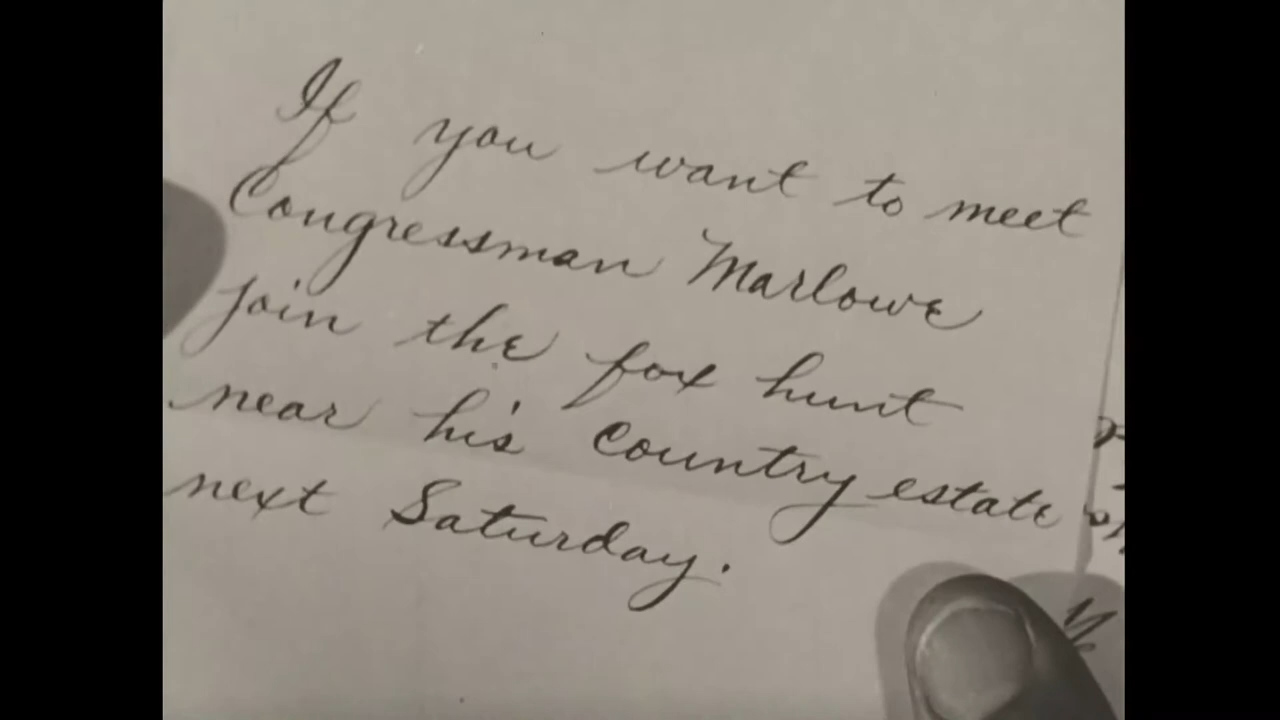 If you want to meet
Congressman Marlowe
join the fox hunt
near his country estate
next Saturday.